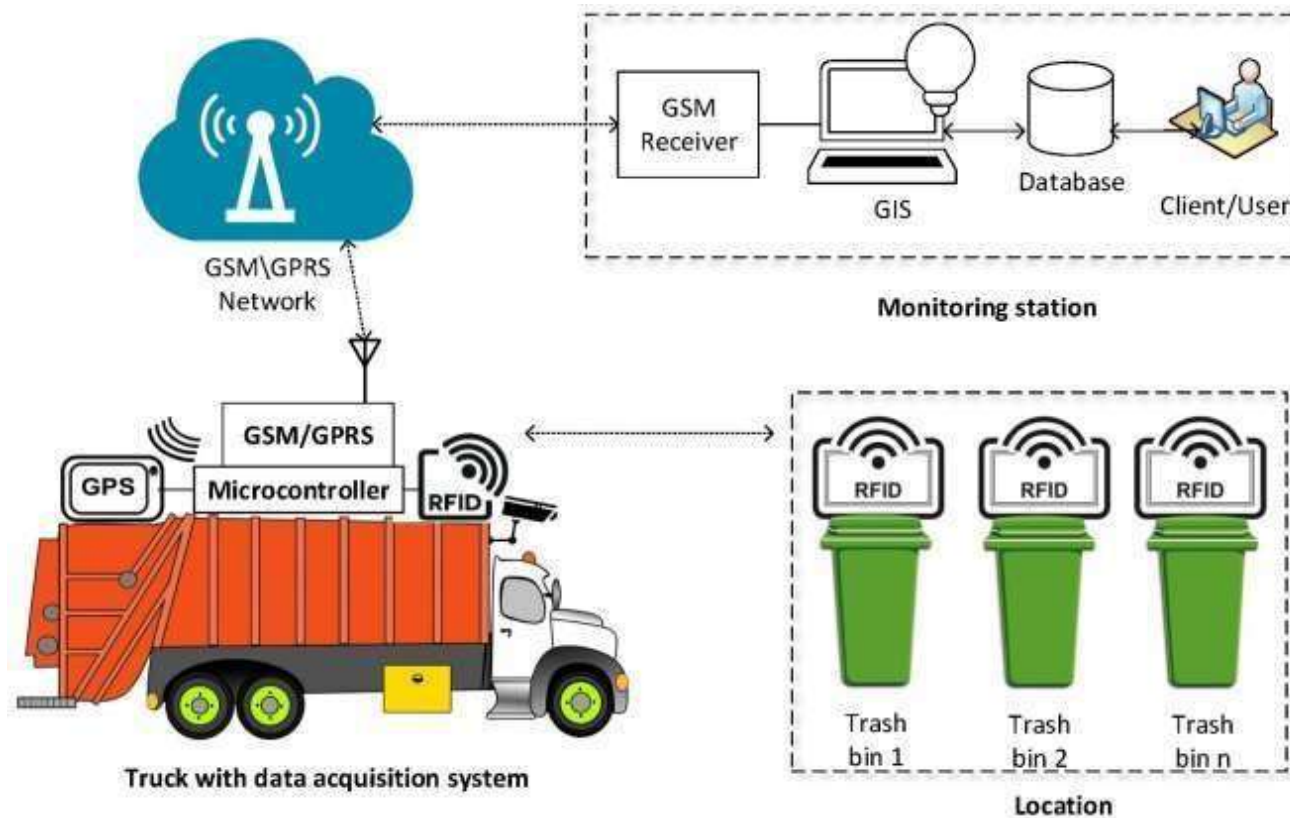 GSM
Receiver
GIS
Database
Client/User
Monitoring station
GSM\GPRS
Network
GSM/GPRS
GPS
Microcontroller
RFID
Truck with data acquisition system
RFID
RFID
RFID
Trash
bin 1
Trash
bin 2
Trash
bin n
Location